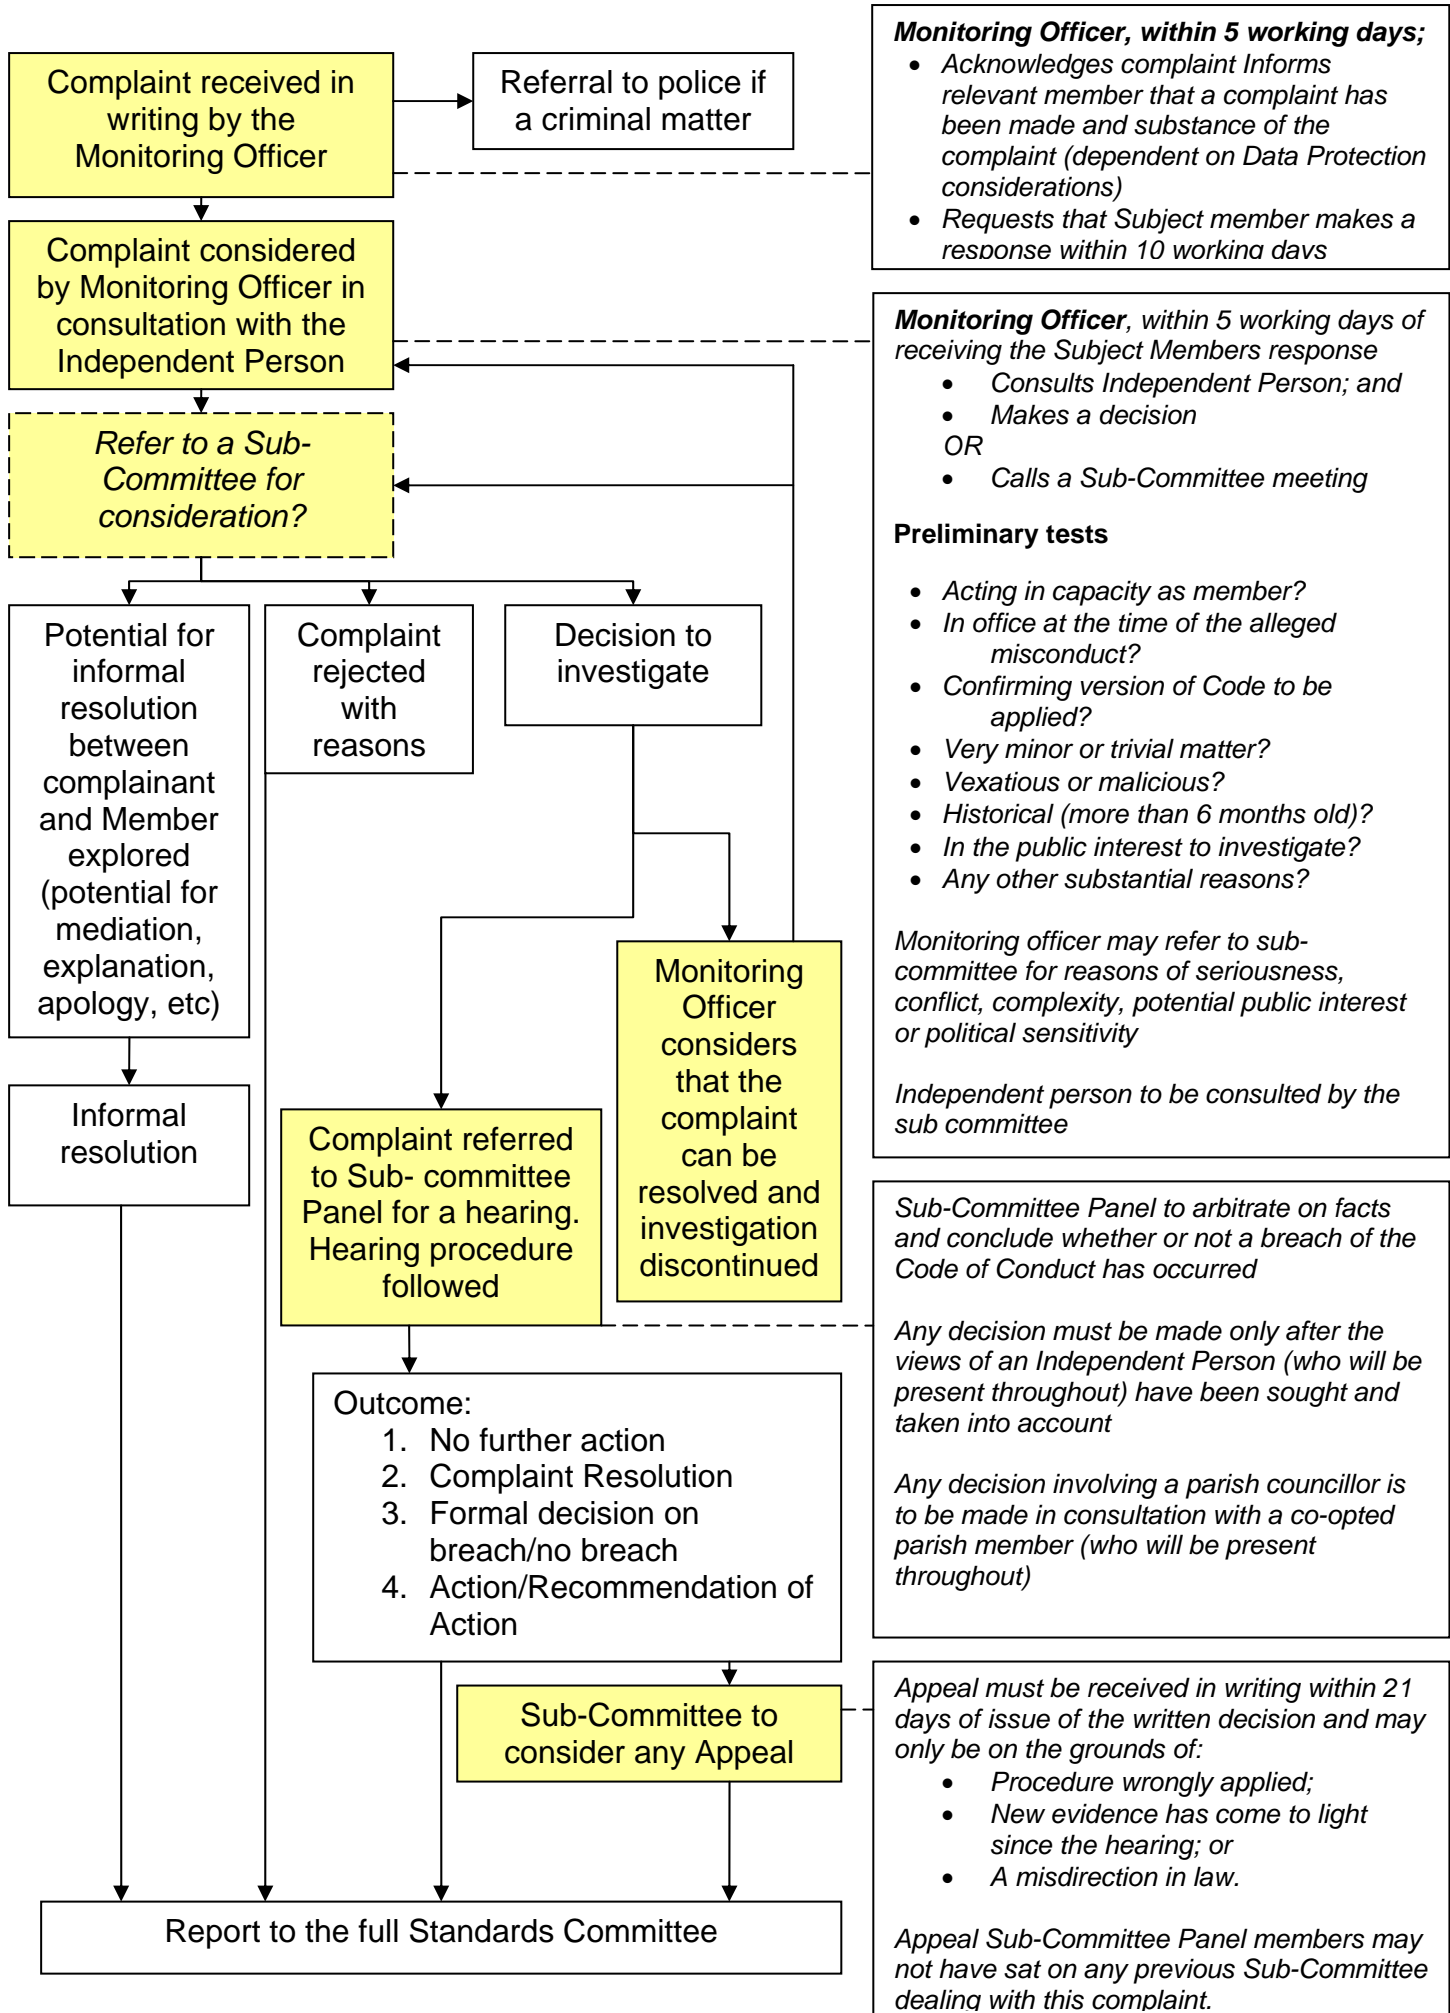 Complaint received in
writing by the
Monitoring Officer
Referral to police if
a criminal matter
Monitoring Officer, within 5 working days;
• Acknowledges complaint Informs
relevant member that a complaint has
been made and substance of the
complaint (dependent on Data Protection
considerations)
• Requests that Subject member makes a
response within 10 working days
Complaint considered
by Monitoring Officer in
consultation with the
Independent Person
Monitoring Officer, within 5 working days of
receiving the Subject Members response
• Consults Independent Person; and
• Makes a decision
OR
• Calls a Sub-Committee meeting
Preliminary tests
• Acting in capacity as member?
• In office at the time of the alleged
misconduct?
• Confirming version of Code to be
applied?
• Very minor or trivial matter?
• Vexatious or malicious?
• Historical (more than 6 months old)?
• In the public interest to investigate?
• Any other substantial reasons?
Monitoring officer may refer to sub-
committee for reasons of seriousness,
conflict, complexity, potential public interest
or political sensitivity
Independent person to be consulted by the
sub committee
Refer to a Sub-
Committee for
consideration?
Potential for
informal
resolution
between
complainant
and Member
explored
(potential for
mediation,
explanation,
apology, etc)
Complaint
rejected
with
reasons
Decision to
investigate
Monitoring
Officer
considers
that the
complaint
can be
resolved and
investigation
discontinued
Informal
resolution
Complaint referred
to Sub- committee
Panel for a hearing.
Hearing procedure
followed
Sub-Committee Panel to arbitrate on facts
and conclude whether or not a breach of the
Code of Conduct has occurred
Any decision must be made only after the
views of an Independent Person (who will be
present throughout) have been sought and
taken into account
Any decision involving a parish councillor is
to be made in consultation with a co-opted
parish member (who will be present
throughout)
Outcome:
1. No further action
2. Complaint Resolution
3. Formal decision on
breach/no breach
4. Action/Recommendation of
Action
Sub-Committee to
consider any Appeal
Appeal must be received in writing within 21
days of issue of the written decision and may
only be on the grounds of:
• Procedure wrongly applied;
• New evidence has come to light
since the hearing; or
• A misdirection in law.
Appeal Sub-Committee Panel members may
not have sat on any previous Sub-Committee
dealing with this complaint.
Report to the full Standards Committee